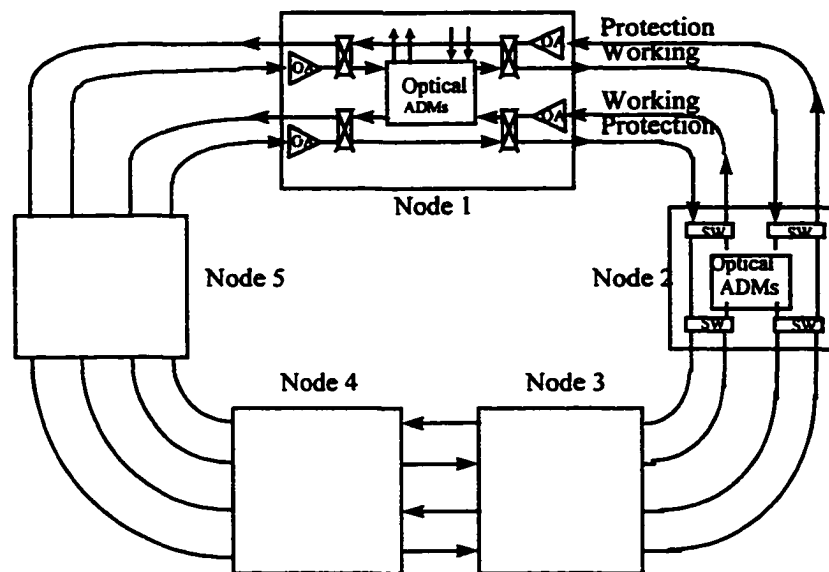 Protection
OA
Working
OA
Optical
ADMs
Working
OA
Protection
OA
Node 1
SW
SW
Node 5
Node 2
Optical
ADMs
SW
SW
Node 4
Node 3